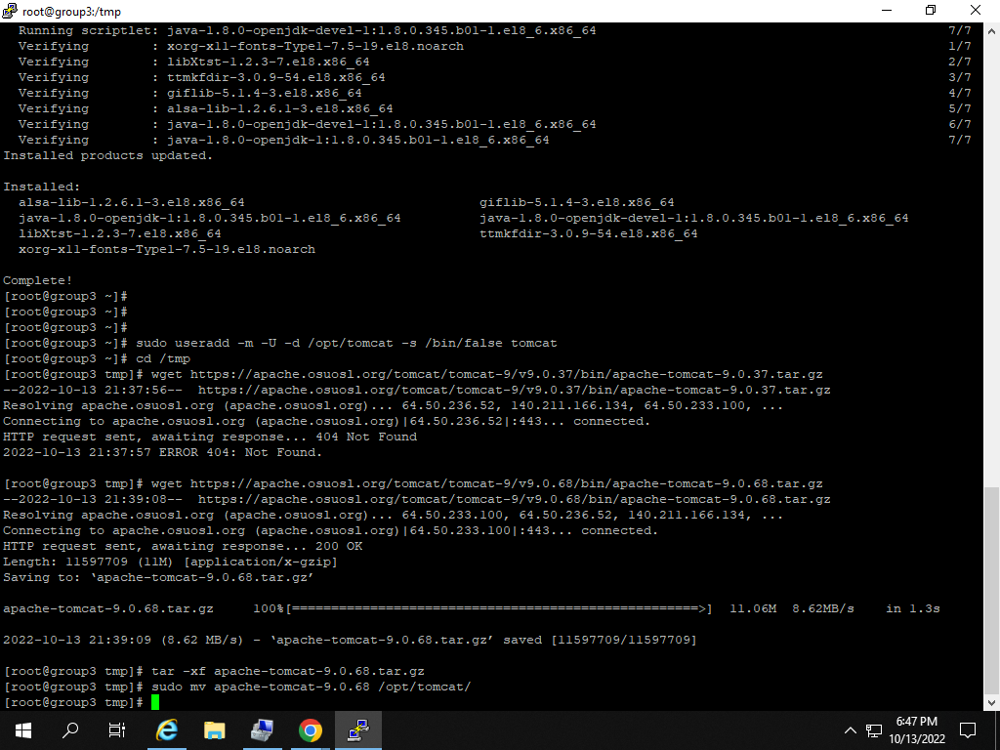 root@group3:/tmp
Running scriptlet: java-1.8.0-openjdk-devel-1:1.8.0.345.b01-1.el8_6.x86_64 7/7
Verifying : xorg-x11-fonts-Type1-7.5-19.el8.noarch 1/7
Verifying : libXtst-1.2.3-7.el8.x86_64 2/7
Verifying : ttmkfdir-3.0.9-54.el8.x86_64 3/7
Verifying : giflib-5.1.4-3.el8.x86_64 4/7
Verifying : alsa-lib-1.2.6.1-3.el8.x86_64 5/7
Verifying : java-1.8.0-openjdk-devel-1:1.8.0.345.b01-1.el8_6.x86_64 6/7
Verifying : java-1.8.0-openjdk-1:1.8.0.345.b01-1.el8_6.x86_64 7/7
Installed products updated.
Installed:
alsa-lib-1.2.6.1-3.el8.x86_64 giflib-5.1.4-3.el8.x86_64
java-1.8.0-openjdk-1:1.8.0.345.b01-1.el8_6.x86_64 java-1.8.0-openjdk-devel-1:1.8.0.345.b01-1.el8_6.x86_64
libXtst-1.2.3-7.el8.x86_64 ttmkfdir-3.0.9-54.el8.x86_64
xorg-x11-fonts-Type1-7.5-19.el8.noarch
Complete!
[root@group3 ~]#
[root@group3 ~]#
[root@group3 ~]#
[root@group3 ~]# sudo useradd -m -U -d /opt/tomcat -s /bin/false tomcat
[root@group3 ~]# cd /tmp
[root@group3 tmp]# wget https://apache.osuosl.org/tomcat/tomcat-9/v9.0.37/bin/apache-tomcat-9.0.37.tar.gz
--2022-10-13 21:37:56-- https://apache.osuosl.org/tomcat/tomcat-9/v9.0.37/bin/apache-tomcat-9.0.37.tar.gz
Resolving apache.osuosl.org (apache.osuosl.org)... 64.50.236.52, 140.211.166.134, 64.50.233.100, ...
Connecting to apache.osuosl.org (apache.osuosl.org)|64.50.236.52|:443... connected.
HTTP request sent, awaiting response... 404 Not Found
2022-10-13 21:37:57 ERROR 404: Not Found.
[root@group3 tmp]# wget https://apache.osuosl.org/tomcat/tomcat-9/v9.0.68/bin/apache-tomcat-9.0.68.tar.gz
--2022-10-13 21:39:08-- https://apache.osuosl.org/tomcat/tomcat-9/v9.0.68/bin/apache-tomcat-9.0.68.tar.gz
Resolving apache.osuosl.org (apache.osuosl.org)... 64.50.233.100, 64.50.236.52, 140.211.166.134, ...
Connecting to apache.osuosl.org (apache.osuosl.org)|64.50.233.100|:443... connected.
HTTP request sent, awaiting response... 200 OK
Length: 11597709 (11M) [application/x-gzip]
Saving to: ‘apache-tomcat-9.0.68.tar.gz’
apache-tomcat-9.0.68.tar.gz 100%[====================================================>] 11.06M 8.62MB/s in 1.3s
2022-10-13 21:39:09 (8.62 MB/s) - ‘apache-tomcat-9.0.68.tar.gz’ saved [11597709/11597709]
[root@group3 tmp]# tar -xf apache-tomcat-9.0.68.tar.gz
[root@group3 tmp]# sudo mv apache-tomcat-9.0.68 /opt/tomcat/
[root@group3 tmp]#
6:47 PM
10/13/2022